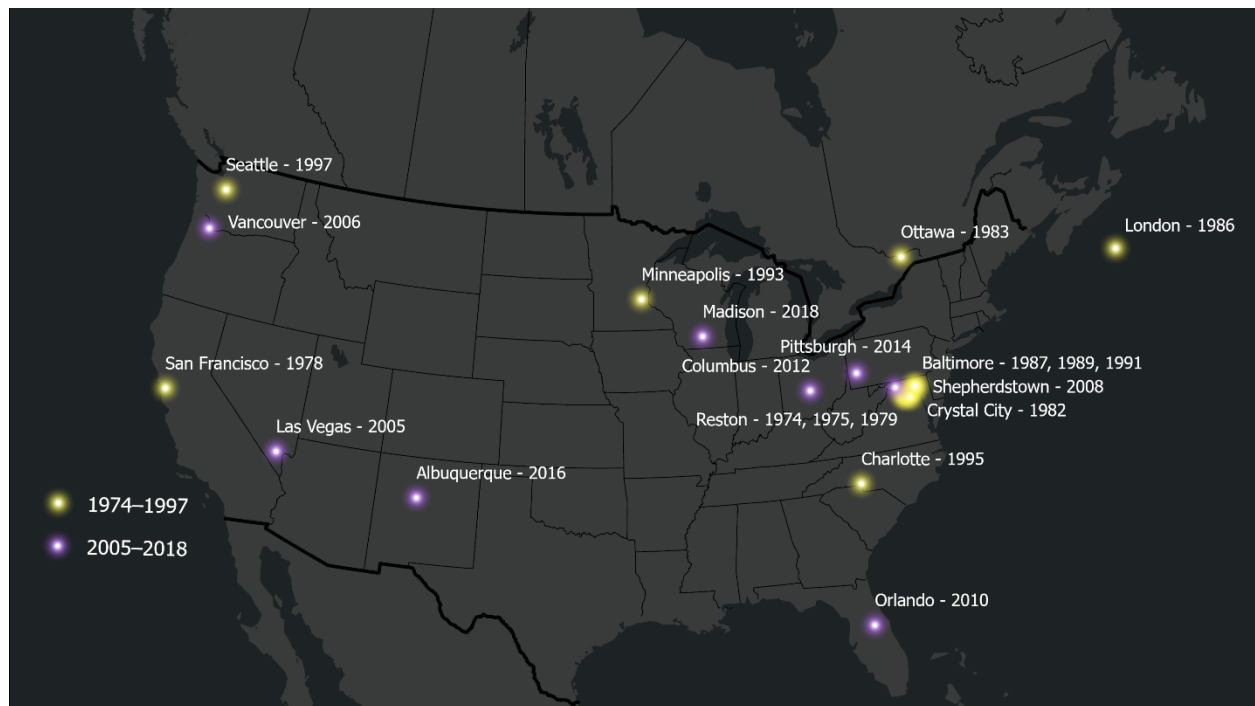 Seattle - 1997
Vancouver - 2006
London - 1986
Ottawa - 1983
Minneapolis - 1993
Madison - 2018
Pittsburgh - 2014
San Francisco - 1978
Columbus - 2012
Baltimore - 1987, 1989, 1991
Shepherdstown - 2008
Crystal City - 1982
Reston - 1974, 1975, 1979
Las Vegas - 2005
Charlotte - 1995
Albuquerque - 2016
1974–1997
2005–2018
Orlando - 2010